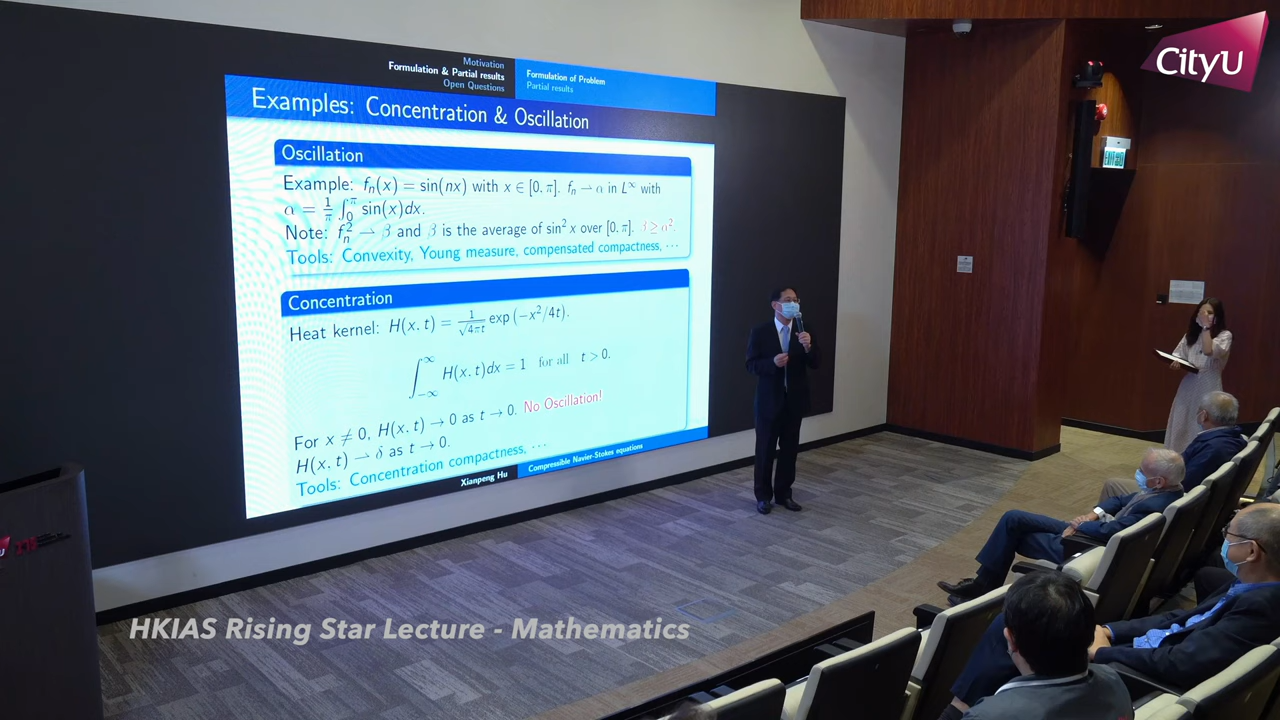 CityU
Motivation
Formulation & Partial results
Open Questions
Formulation of Problem
Partial results
Examples: Concentration & Oscillation
Oscillation
Example: fₙ(x) = sin(nx) with x ∈ [0, π]. fₙ ⇀ α in L^∞ with
α = 1/π ∫₀^π sin(x)dx.
Note: fₙ² ⇀ β and β is the average of sin² x over [0, π]. β ≥ α².
Tools: Convexity, Young measure, compensated compactness, ⋯
Concentration
Heat kernel: H(x, t) = 1/√(4πt) exp (−x²/4t).
∫_{−∞}^{∞} H(x, t)dx = 1 for all t > 0.
For x ≠ 0, H(x, t) → 0 as t → 0. No Oscillation!
H(x, t) ⇀ δ as t → 0.
Tools: Concentration compactness, ⋯
Xianpeng Hu
Compressible Navier-Stokes equations
HKIAS Rising Star Lecture - Mathematics